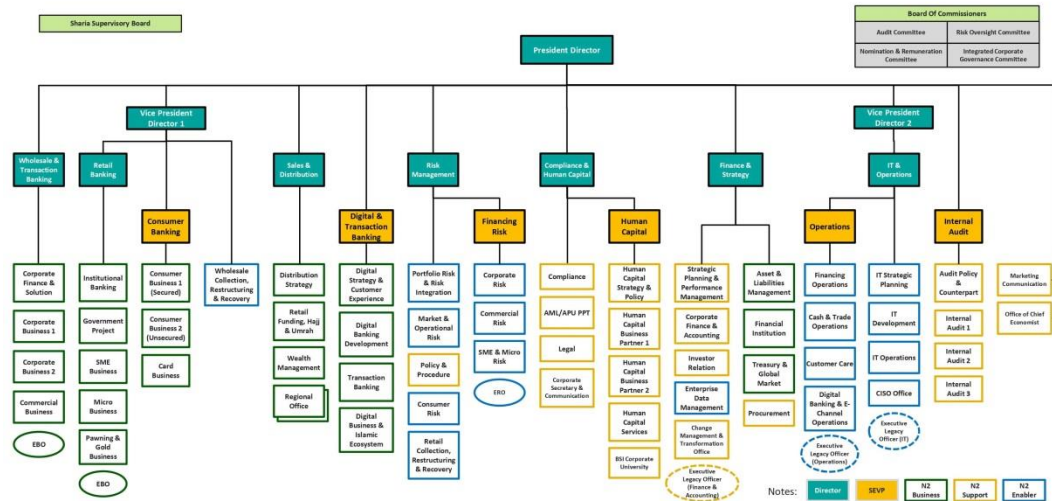 Sharia Supervisory Board
Board Of Commissioners
Audit Committee
Risk Oversight Committee
Nomination & Remuneration
Committee
Integrated Corporate
Governance Committee
President Director
Vice President
Director 1
Vice President
Director 2
Wholesale &
Transaction
Banking
Retail
Banking
Sales &
Distribution
Risk
Management
Compliance &
Human Capital
Finance &
Strategy
IT &
Operations
Consumer
Banking
Digital &
Transaction
Banking
Financing
Risk
Human
Capital
Operations
Internal
Audit
Corporate
Finance &
Solution
Corporate
Business 1
Corporate
Business 2
Commercial
Business
EBO
Institutional
Banking
Government
Project
SME
Business
Micro
Business
Pawning &
Gold
Business
EBO
Consumer
Business 1
(Secured)
Consumer
Business 2
(Unsecured)
Card
Business
Wholesale
Collection,
Restructuring
& Recovery
Distribution
Strategy
Retail
Funding, Hajj
& Umrah
Wealth
Management
Regional
Office
Digital
Strategy &
Customer
Experience
Digital
Banking
Development
Transaction
Banking
Digital
Business &
Islamic
Ecosystem
Portfolio Risk
& Risk
Integration
Market &
Operational
Risk
Policy &
Procedure
Consumer
Risk
Retail
Collection,
Restructuring
& Recovery
Corporate
Risk
Commercial
Risk
SME & Micro
Risk
ERO
Compliance
AML/APU PPT
Legal
Corporate
Secretary &
Communication
Human
Capital
Strategy &
Policy
Human
Capital
Business
Partner 1
Human
Capital
Business
Partner 2
Human
Capital
Services
BSI Corporate
University
Strategic
Planning &
Performance
Management
Corporate
Finance &
Accounting
Investor
Relation
Enterprise
Data
Management
Change
Management &
Transformation
Office
Executive
Legacy Officer
(Finance &
Accounting)
Asset &
Liabilities
Management
Financial
Institution
Treasury &
Global
Market
Procurement
Financing
Operations
Cash & Trade
Operations
Customer Care
Digital
Banking & E-
Channel
Operations
Executive
Legacy Officer
(Operations)
IT Strategic
Planning
IT
Development
IT Operations
CISO Office
Executive
Legacy
Officer (IT)
Audit Policy
&
Counterpart
Internal
Audit 1
Internal
Audit 2
Internal
Audit 3
Marketing
Communication
Office of Chief
Economist
Notes:
Director
SEVP
N2
Business
N2
Support
N2
Enabler